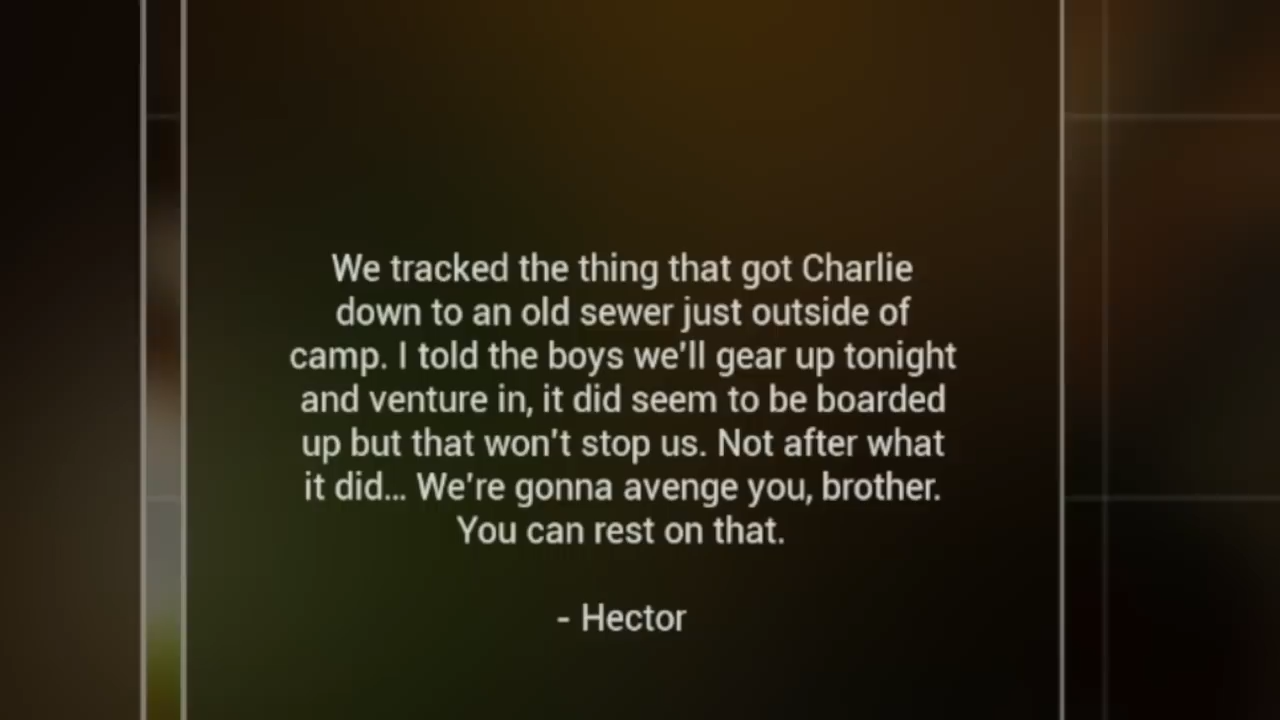 We tracked the thing that got Charlie
down to an old sewer just outside of
camp. I told the boys we'll gear up tonight
and venture in, it did seem to be boarded
up but that won't stop us. Not after what
it did... We're gonna avenge you, brother.
You can rest on that.
- Hector